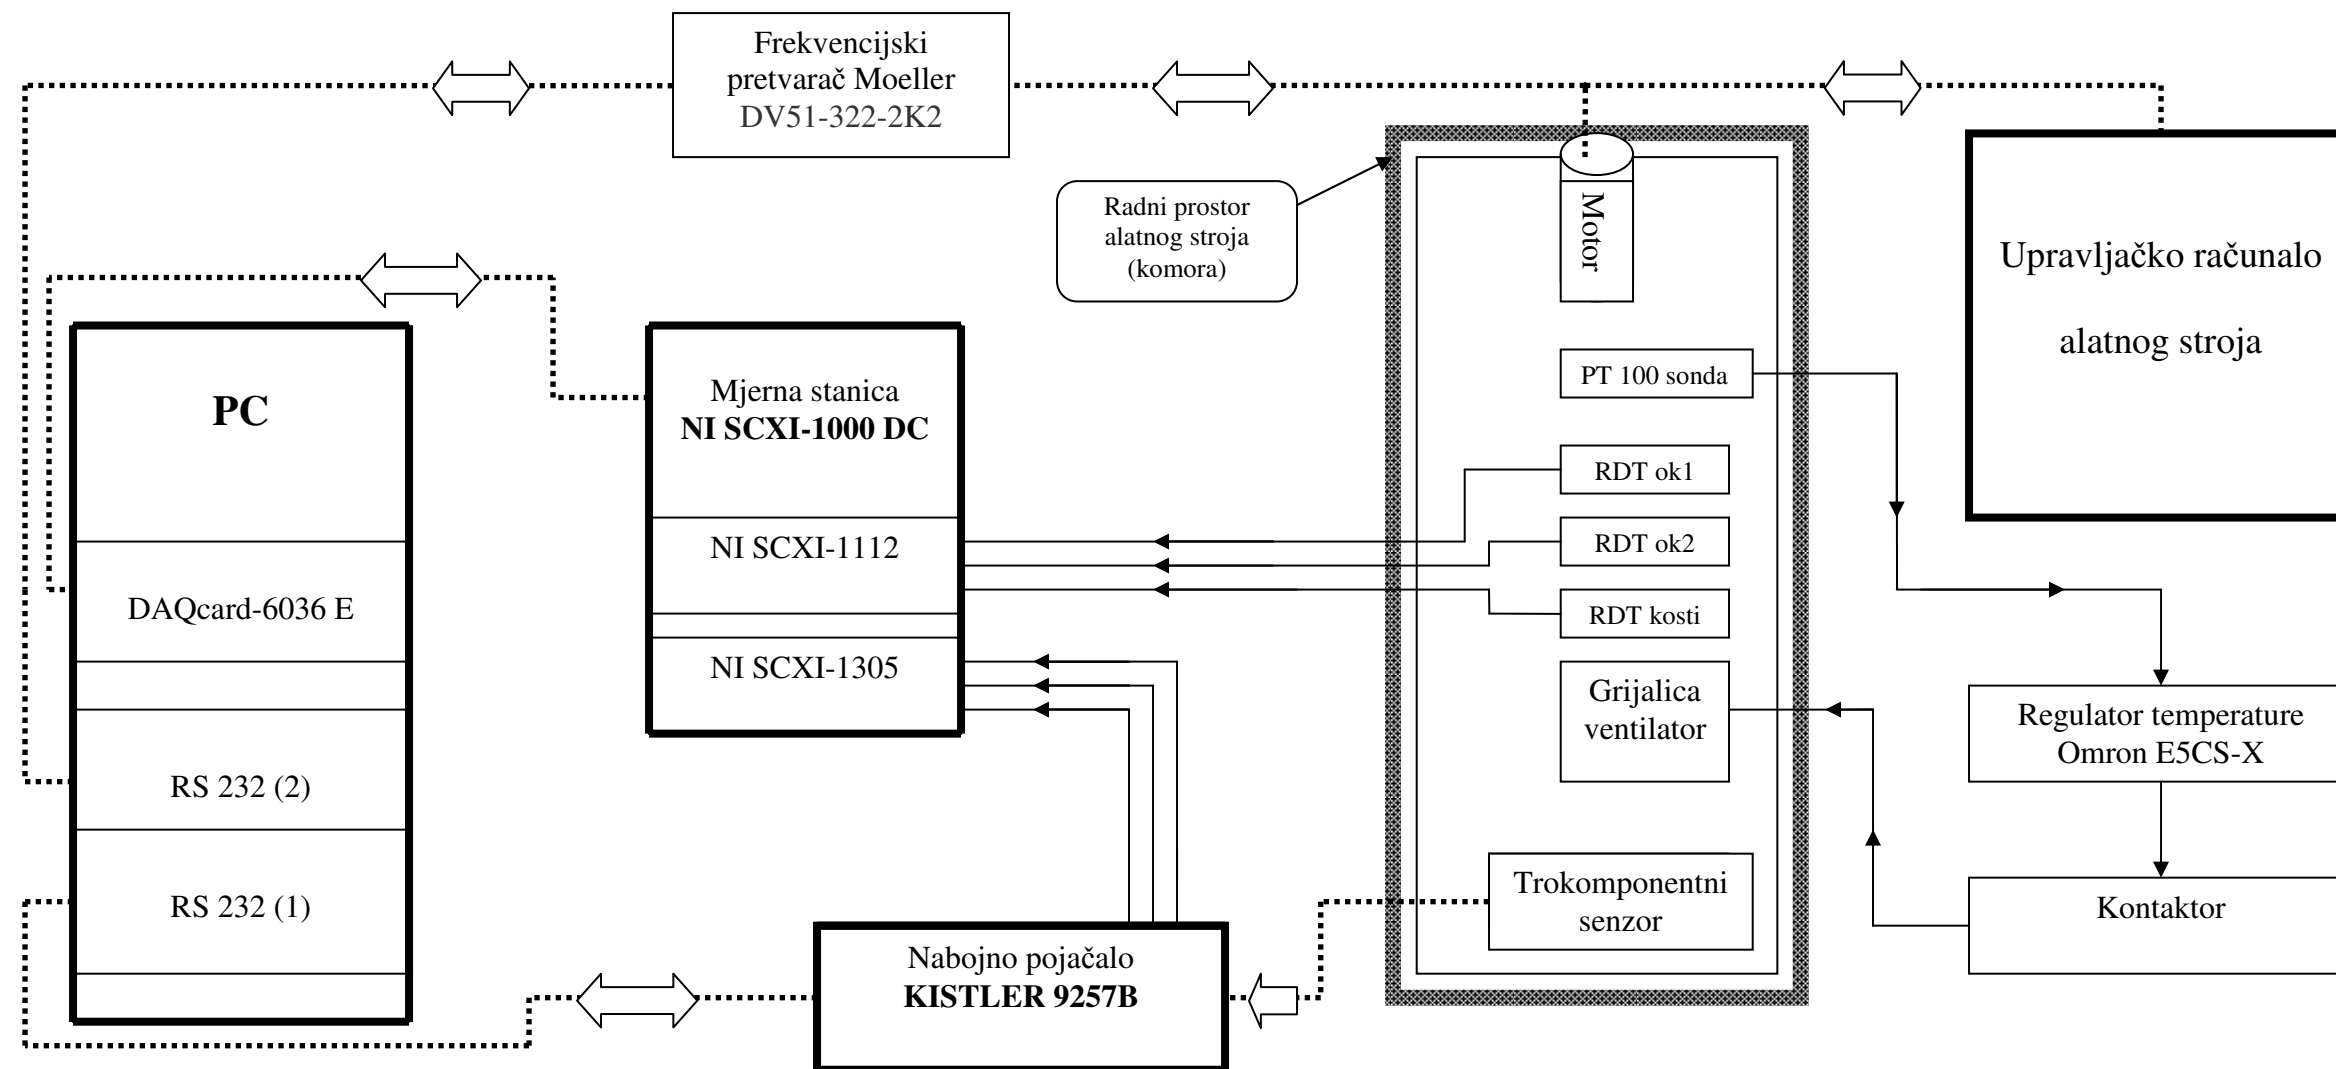 Frekvencijski
pretvarač Moeller
DV51-322-2K2
Radni prostor
alatnog stroja
(komora)
Motor
Upravljačko računalo
alatnog stroja
PC
DAQcard-6036 E
RS 232 (2)
RS 232 (1)
Mjerna stanica
NI SCXI-1000 DC
NI SCXI-1112
NI SCXI-1305
PT 100 sonda
RDT ok1
RDT ok2
RDT kosti
Grijalica
ventilator
Trokomponentni
senzor
Regulator temperature
Omron E5CS-X
Kontaktor
Nabojno pojačalo
KISTLER 9257B